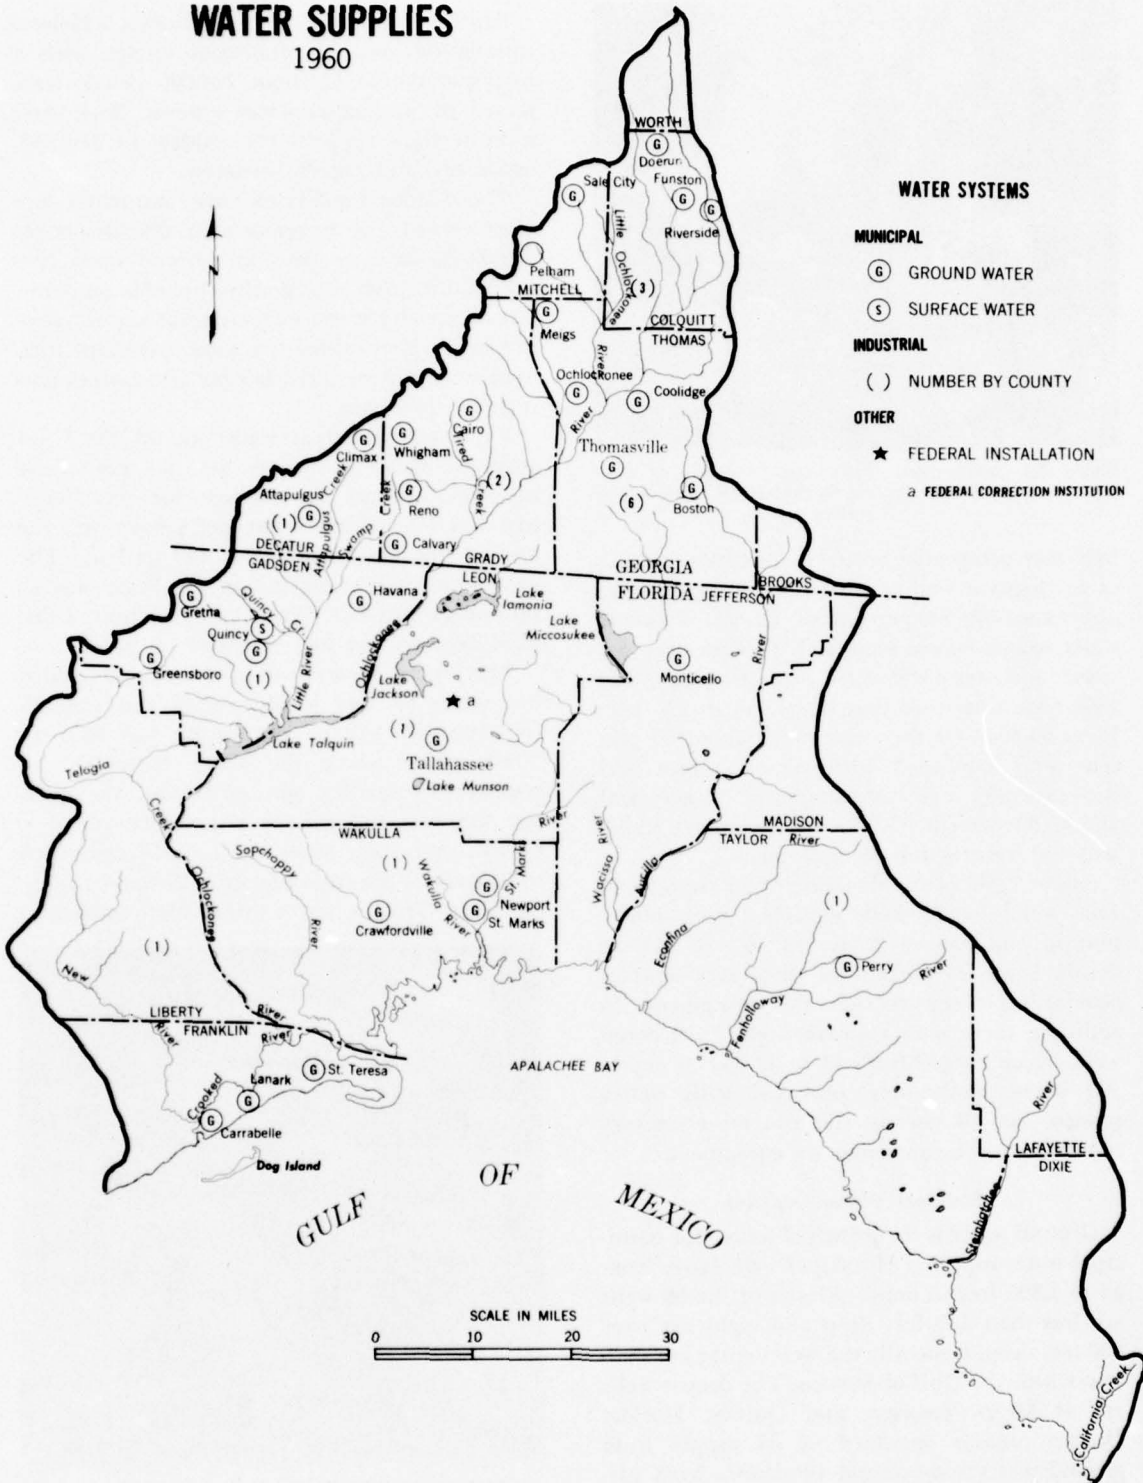 WATER SUPPLIES
1960
WATER SYSTEMS
MUNICIPAL
G GROUND WATER
S SURFACE WATER
INDUSTRIAL
( ) NUMBER BY COUNTY
OTHER
★ FEDERAL INSTALLATION
a FEDERAL CORRECTION INSTITUTION
N
WORTH
G
Doerun
Sale City
G
Funston
G
G
Riverside
Little Ochlockonee River
Pelham
MITCHELL
(3)
G
Meigs
COLQUITT
THOMAS
Ochlockonee
G
G
Coolidge
River
Thomasville
G
G
Cairo
G
Climax
G
Whigham
Tired Creek
(2)
(6)
G
Boston
Attapulgus
G
(1)
Attapulgus Creek
Swamp Creek
G
Reno
G Calvary
DECATUR
GADSDEN
GRADY
LEON
GEORGIA
FLORIDA
BROOKS
JEFFERSON
G
Gretna
Quincy Cr.
G
Havana
Lake Iamonia
Lake Miccosukee
Quincy
S
G
(1)
G
Greensboro
Little River
Ochlockonee
Lake Jackson
★ a
G
Monticello
River
Lake Talquin
(1)
G
Tallahassee
Lake Munson
Telogia Creek
WAKULLA
River
St. Mark
MADISON
TAYLOR
River
Sopchoppy River
(1)
Wakulla River
G
Newport
G
St. Marks
G
Crawfordville
Wacissa River
Aucilla
Econfina
(1)
G Perry
Fenholloway River
Ochlockonee River
(1)
New River
LIBERTY
FRANKLIN
River
Crooked
G St. Teresa
Lanark
G
G
Carrabelle
Dog Island
APALACHEE BAY
GULF OF MEXICO
River
LAFAYETTE
DIXIE
Steinhatchee
California Creek
SCALE IN MILES
0 10 20 30